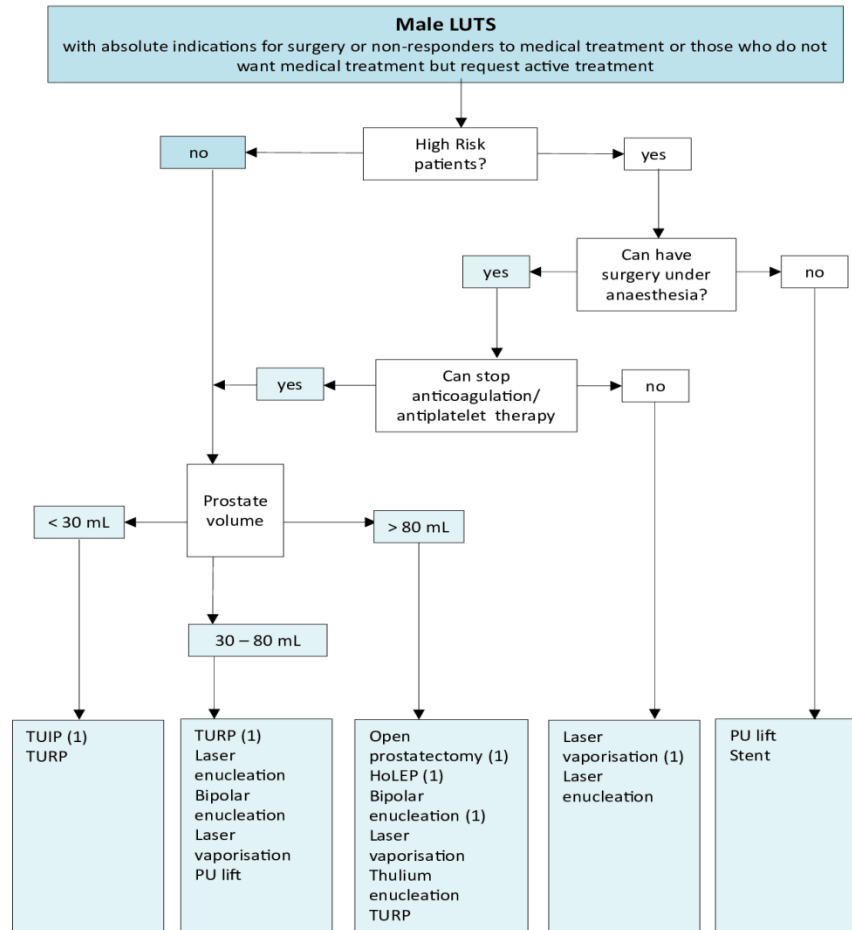 Male LUTS
with absolute indications for surgery or non-responders to medical treatment or those who do not
want medical treatment but request active treatment
no
High Risk
patients?
yes
yes
Can have
surgery under
anaesthesia?
no
yes
Can stop
anticoagulation/
antiplatelet therapy
no
Prostate
volume
< 30 mL
> 80 mL
30 – 80 mL
TUIP (1)
TURP
TURP (1)
Laser
enucleation
Bipolar
enucleation
Laser
vaporisation
PU lift
Open
prostatectomy (1)
HoLEP (1)
Bipolar
enucleation (1)
Laser
vaporisation
Thulium
enucleation
TURP
Laser
vaporisation (1)
Laser
enucleation
PU lift
Stent